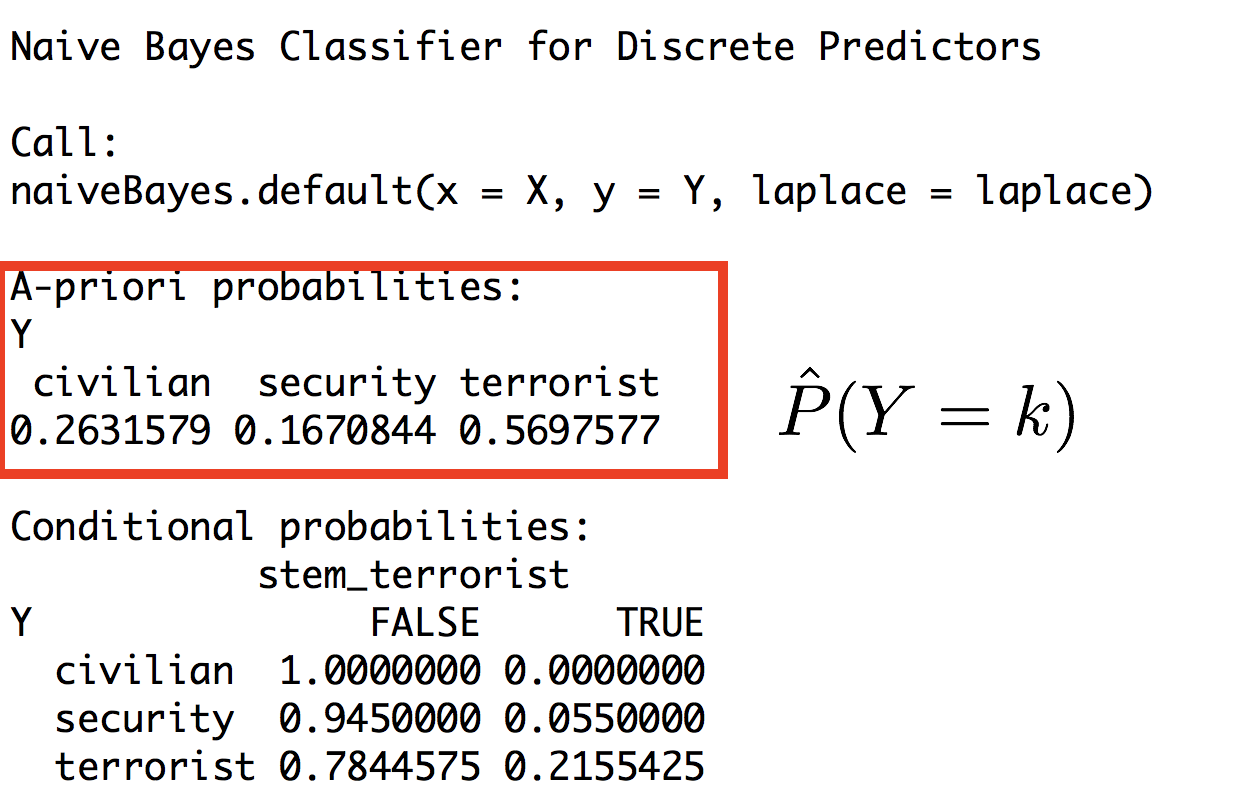 Naive Bayes Classifier for Discrete Predictors
Call:
naiveBayes.default(x = X, y = Y, laplace = laplace)
A-priori probabilities:
Y
civilian security terrorist
0.2631579 0.1670844 0.5697577
P̂(Y = k)
Conditional probabilities:
stem_terrorist
Y FALSE TRUE
civilian 1.0000000 0.0000000
security 0.9450000 0.0550000
terrorist 0.7844575 0.2155425